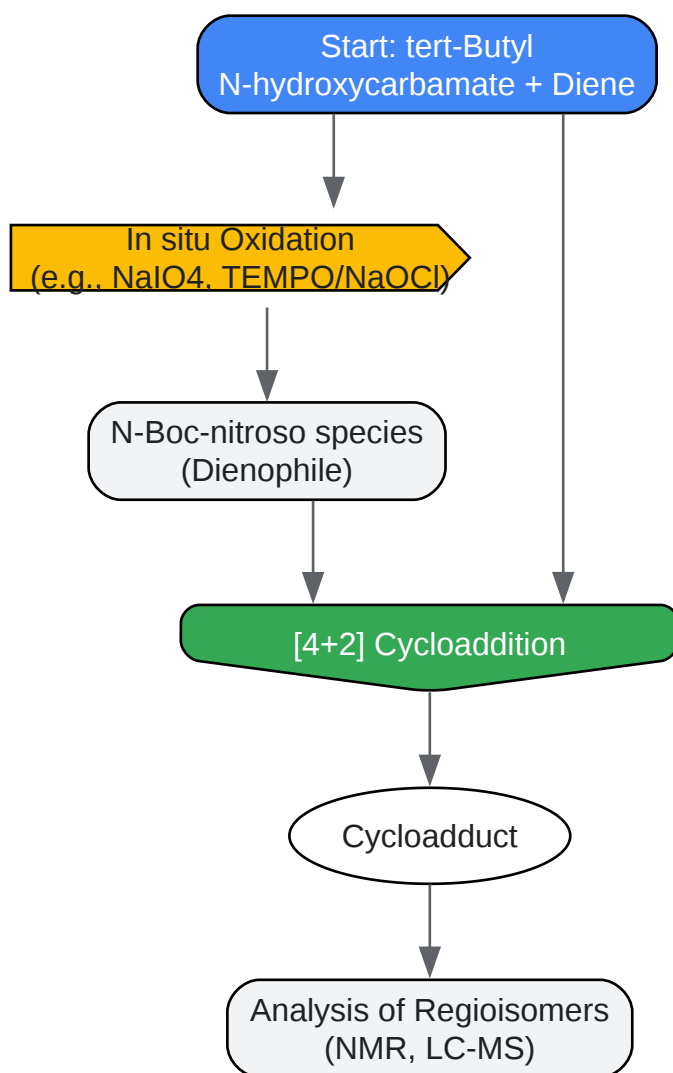 Start: tert-Butyl
N-hydroxycarbamate + Diene
In situ Oxidation
(e.g., NaIO4, TEMPO/NaOCl)
N-Boc-nitroso species
(Dienophile)
[4+2] Cycloaddition
Cycloadduct
Analysis of Regioisomers
(NMR, LC-MS)